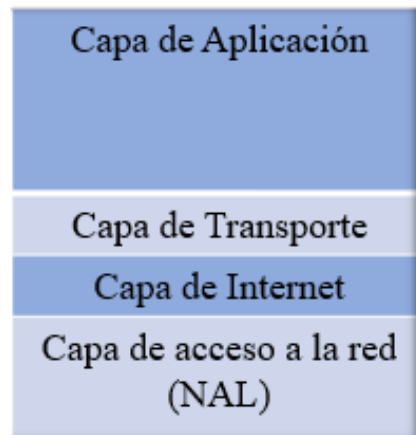 Capa de Aplicación
Capa de Transporte
Capa de Internet
Capa de acceso a la red
(NAL)